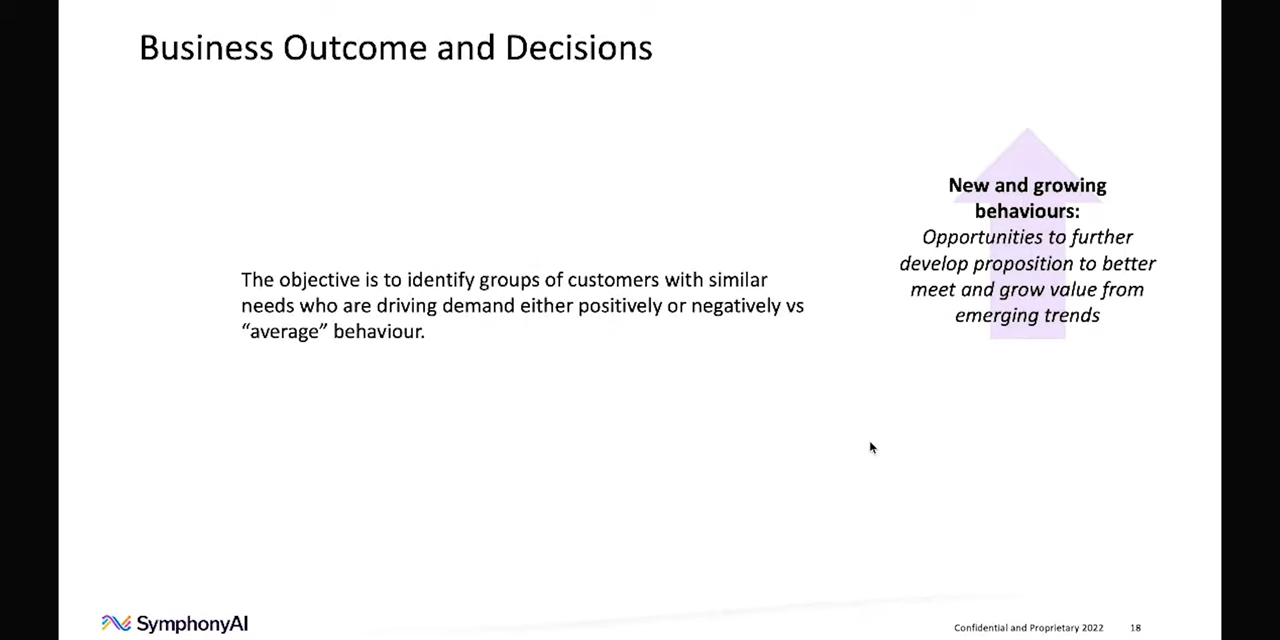 Business Outcome and Decisions
New and growing
behaviours:
Opportunities to further
develop proposition to better
meet and grow value from
emerging trends
The objective is to identify groups of customers with similar
needs who are driving demand either positively or negatively vs
“average” behaviour.
SymphonyAI
Confidential and Proprietary 2022
18